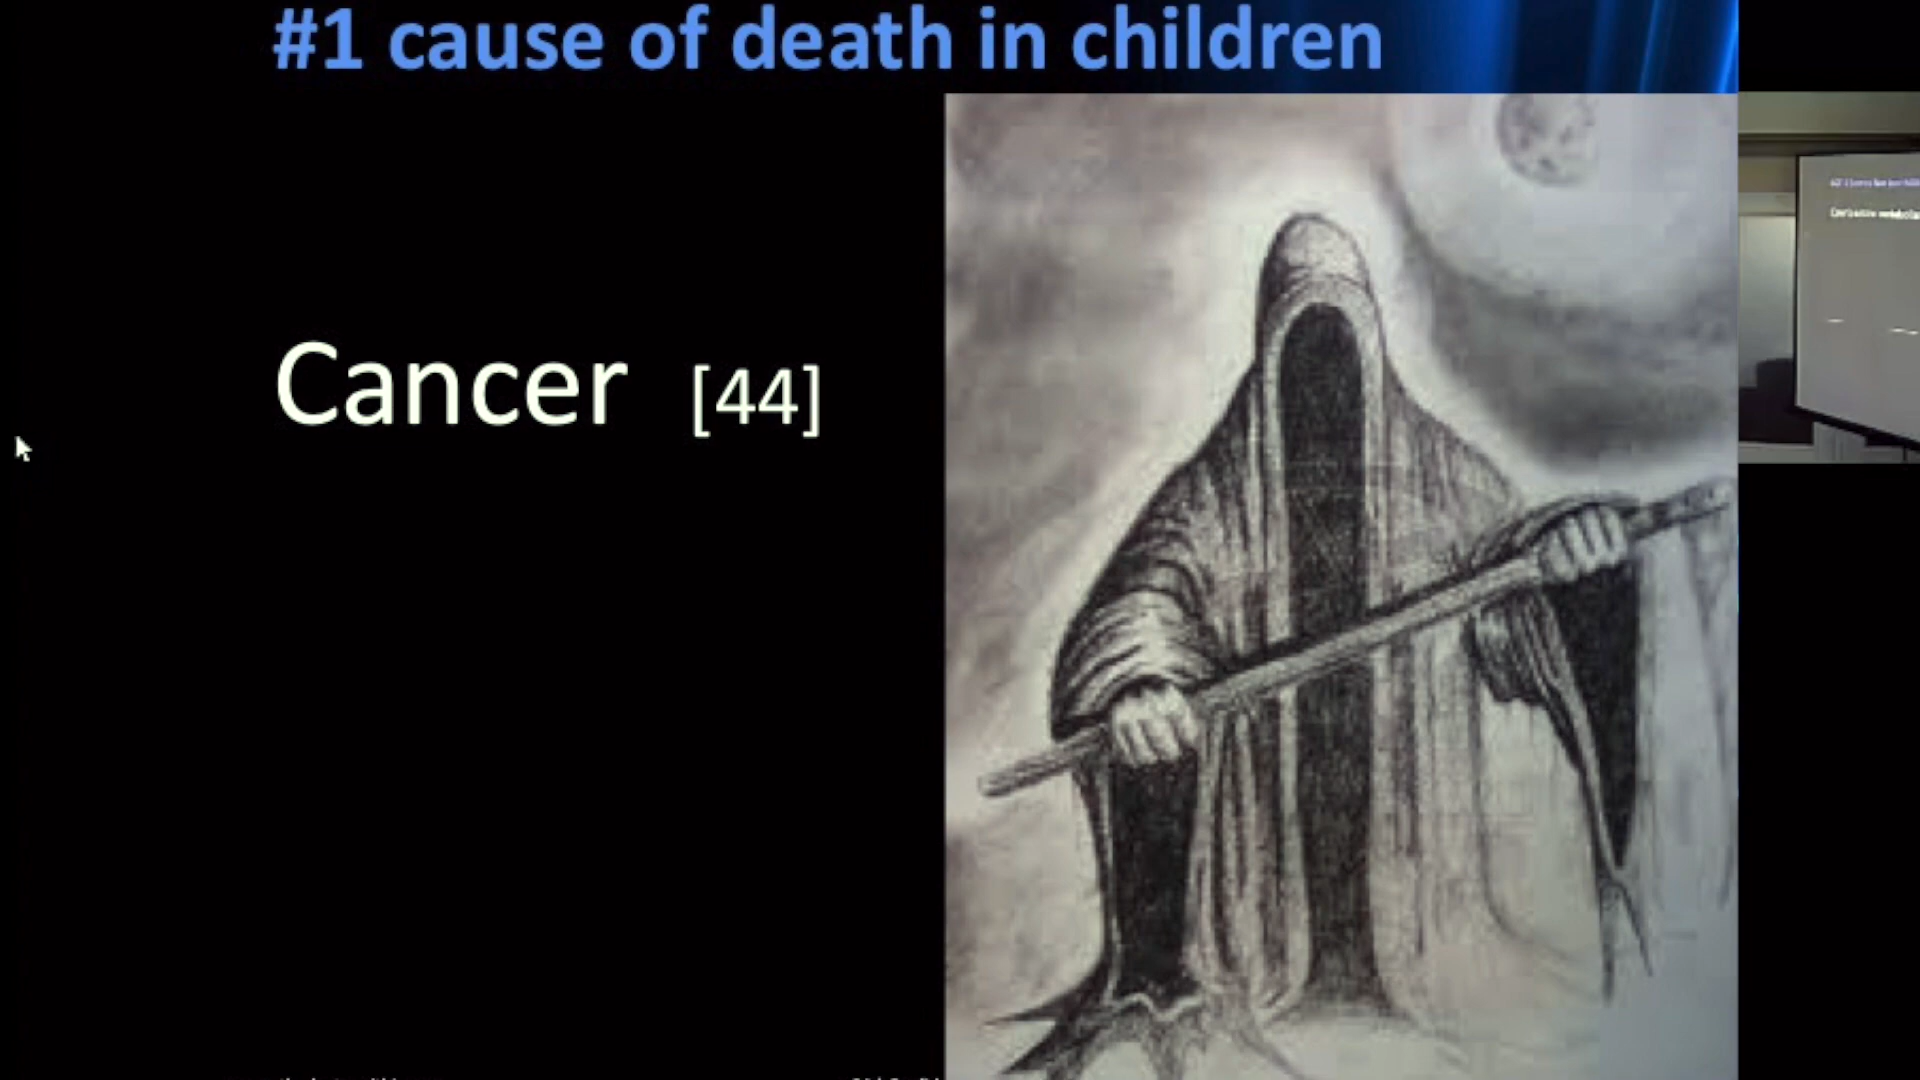 #1 cause of death in children
Cancer [44]